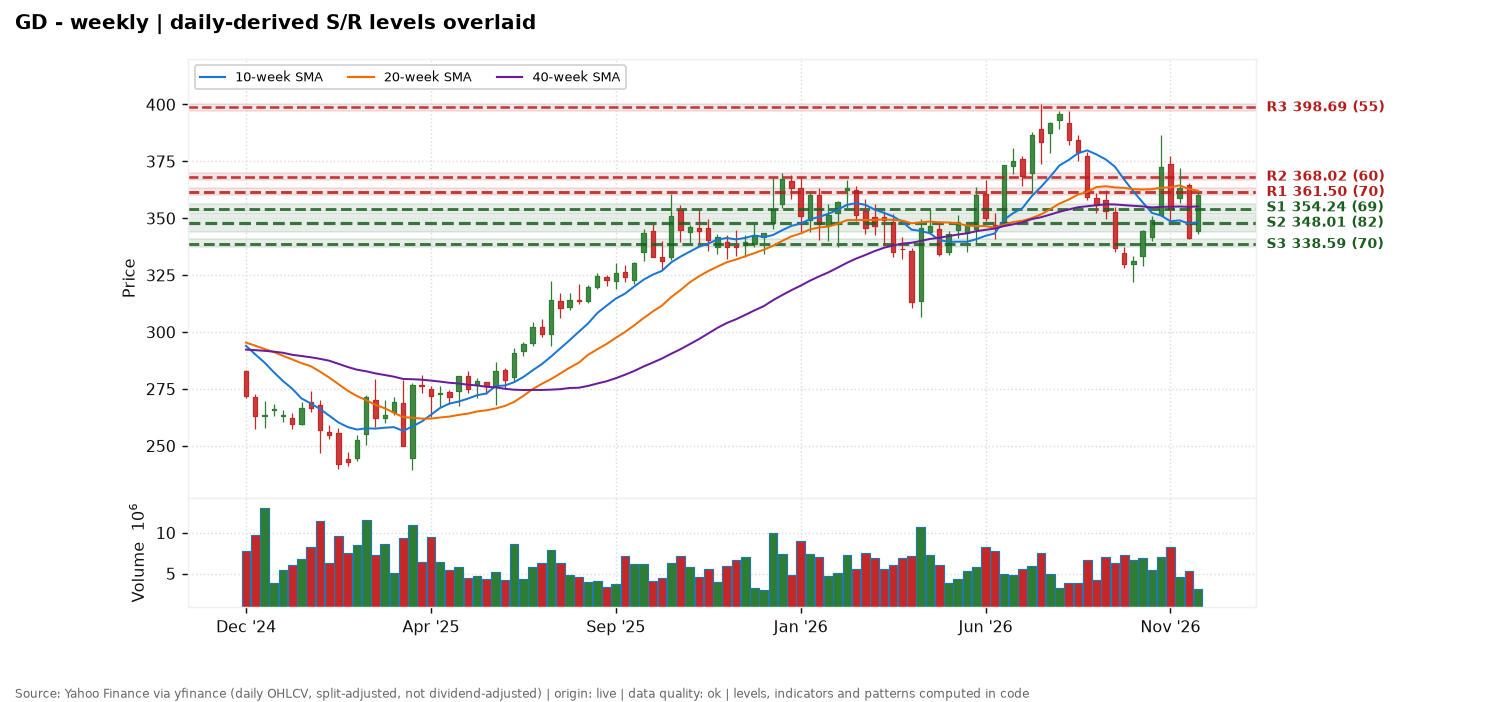 GD - weekly | daily-derived S/R levels overlaid
10-week SMA
20-week SMA
40-week SMA
Price
400
375
350
325
300
275
250
R3 398.69 (55)
R2 368.02 (60)
R1 361.50 (70)
S1 354.24 (69)
S2 348.01 (82)
S3 338.59 (70)
Volume 10⁶
10
5
Dec '24
Apr '25
Sep '25
Jan '26
Jun '26
Nov '26
Source: Yahoo Finance via yfinance (daily OHLCV, split-adjusted, not dividend-adjusted) | origin: live | data quality: ok | levels, indicators and patterns computed in code